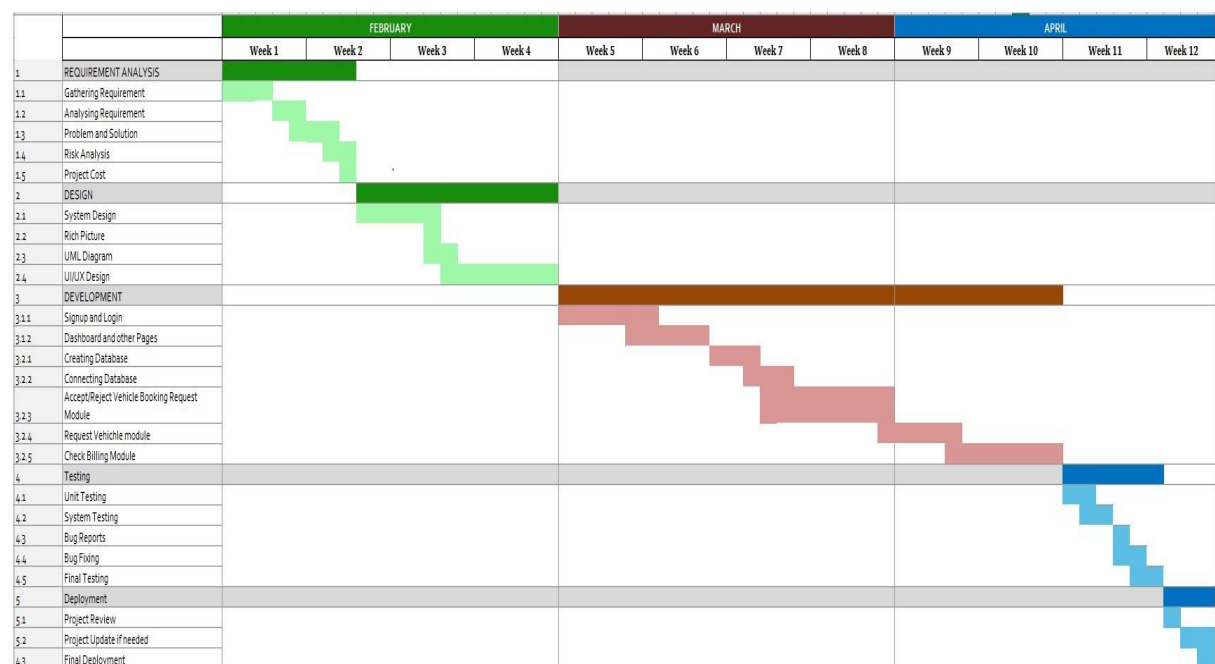 FEBRUARY MARCH APRIL
Week 1 Week 2 Week 3 Week 4 Week 5 Week 6 Week 7 Week 8 Week 9 Week 10 Week 11 Week 12
1 REQUIREMENT ANALYSIS
1.1 Gathering Requirement
1.2 Analysing Requirement
1.3 Problem and Solution
1.4 Risk Analysis
1.5 Project Cost
2 DESIGN
2.1 System Design
2.2 Rich Picture
2.3 UML Diagram
2.4 UI/UX Design
3 DEVELOPMENT
3.1.1 Signup and Login
3.1.2 Dashboard and other Pages
3.2.1 Creating Database
3.2.2 Connecting Database
Accept/Reject Vehicle Booking Request
3.2.3 Module
3.2.4 Request Vehichle module
3.2.5 Check Billing Module
4 Testing
4.1 Unit Testing
4.2 System Testing
4.3 Bug Reports
4.4 Bug Fixing
4.5 Final Testing
5 Deployment
5.1 Project Review
5.2 Project Update if needed
4.3 Final Deployment